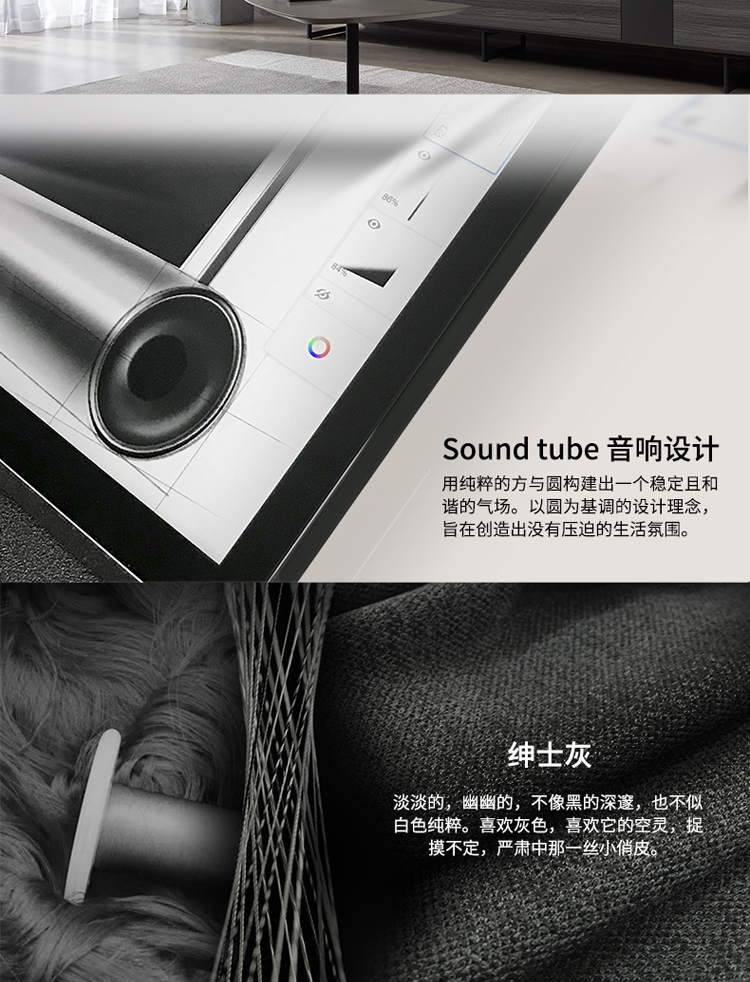 86%
84%
Sound tube 音响设计
用纯粹的方与圆构建出一个稳定且和
谐的气场。以圆为基调的设计理念，
旨在创造出没有压迫的生活氛围。
绅士灰
淡淡的，幽幽的，不像黑的深邃，也不似
白色纯粹。喜欢灰色，喜欢它的空灵，捉
摸不定，严肃中那一丝小俏皮。